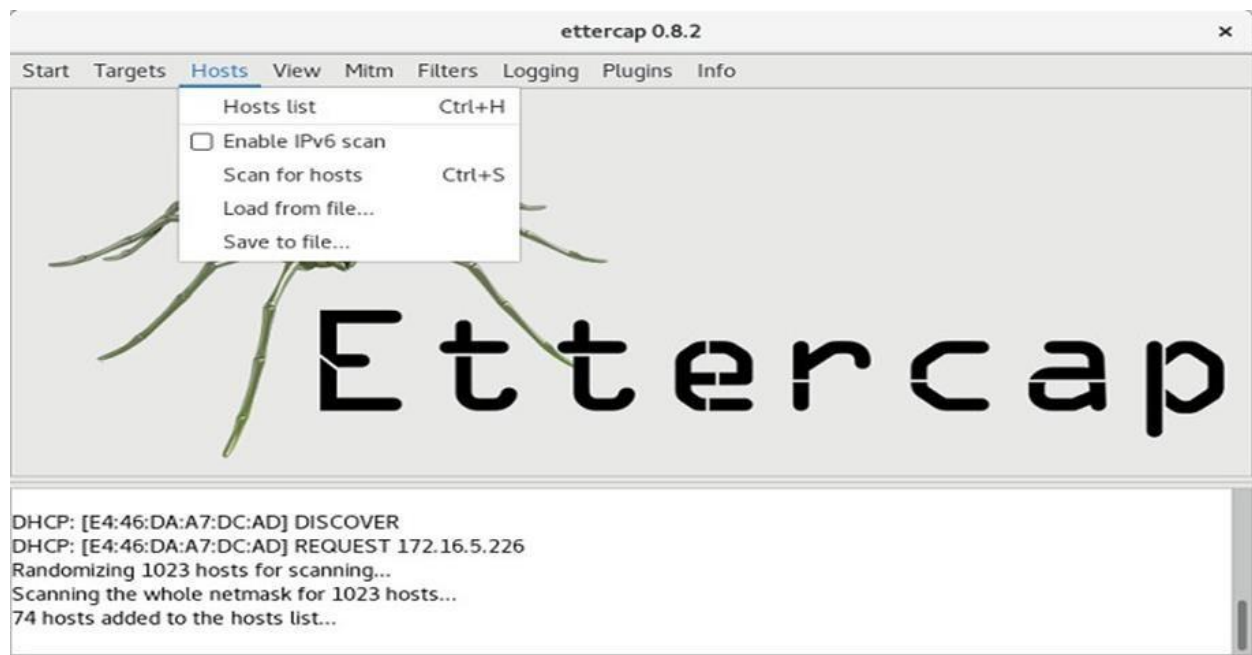 ettercap 0.8.2 ×
Start Targets Hosts View Mitm Filters Logging Plugins Info
Hosts list Ctrl+H
Enable IPv6 scan
Scan for hosts Ctrl+S
Load from file...
Save to file...
Ettercap
DHCP: [E4:46:DA:A7:DC:AD] DISCOVER
DHCP: [E4:46:DA:A7:DC:AD] REQUEST 172.16.5.226
Randomizing 1023 hosts for scanning...
Scanning the whole netmask for 1023 hosts...
74 hosts added to the hosts list...